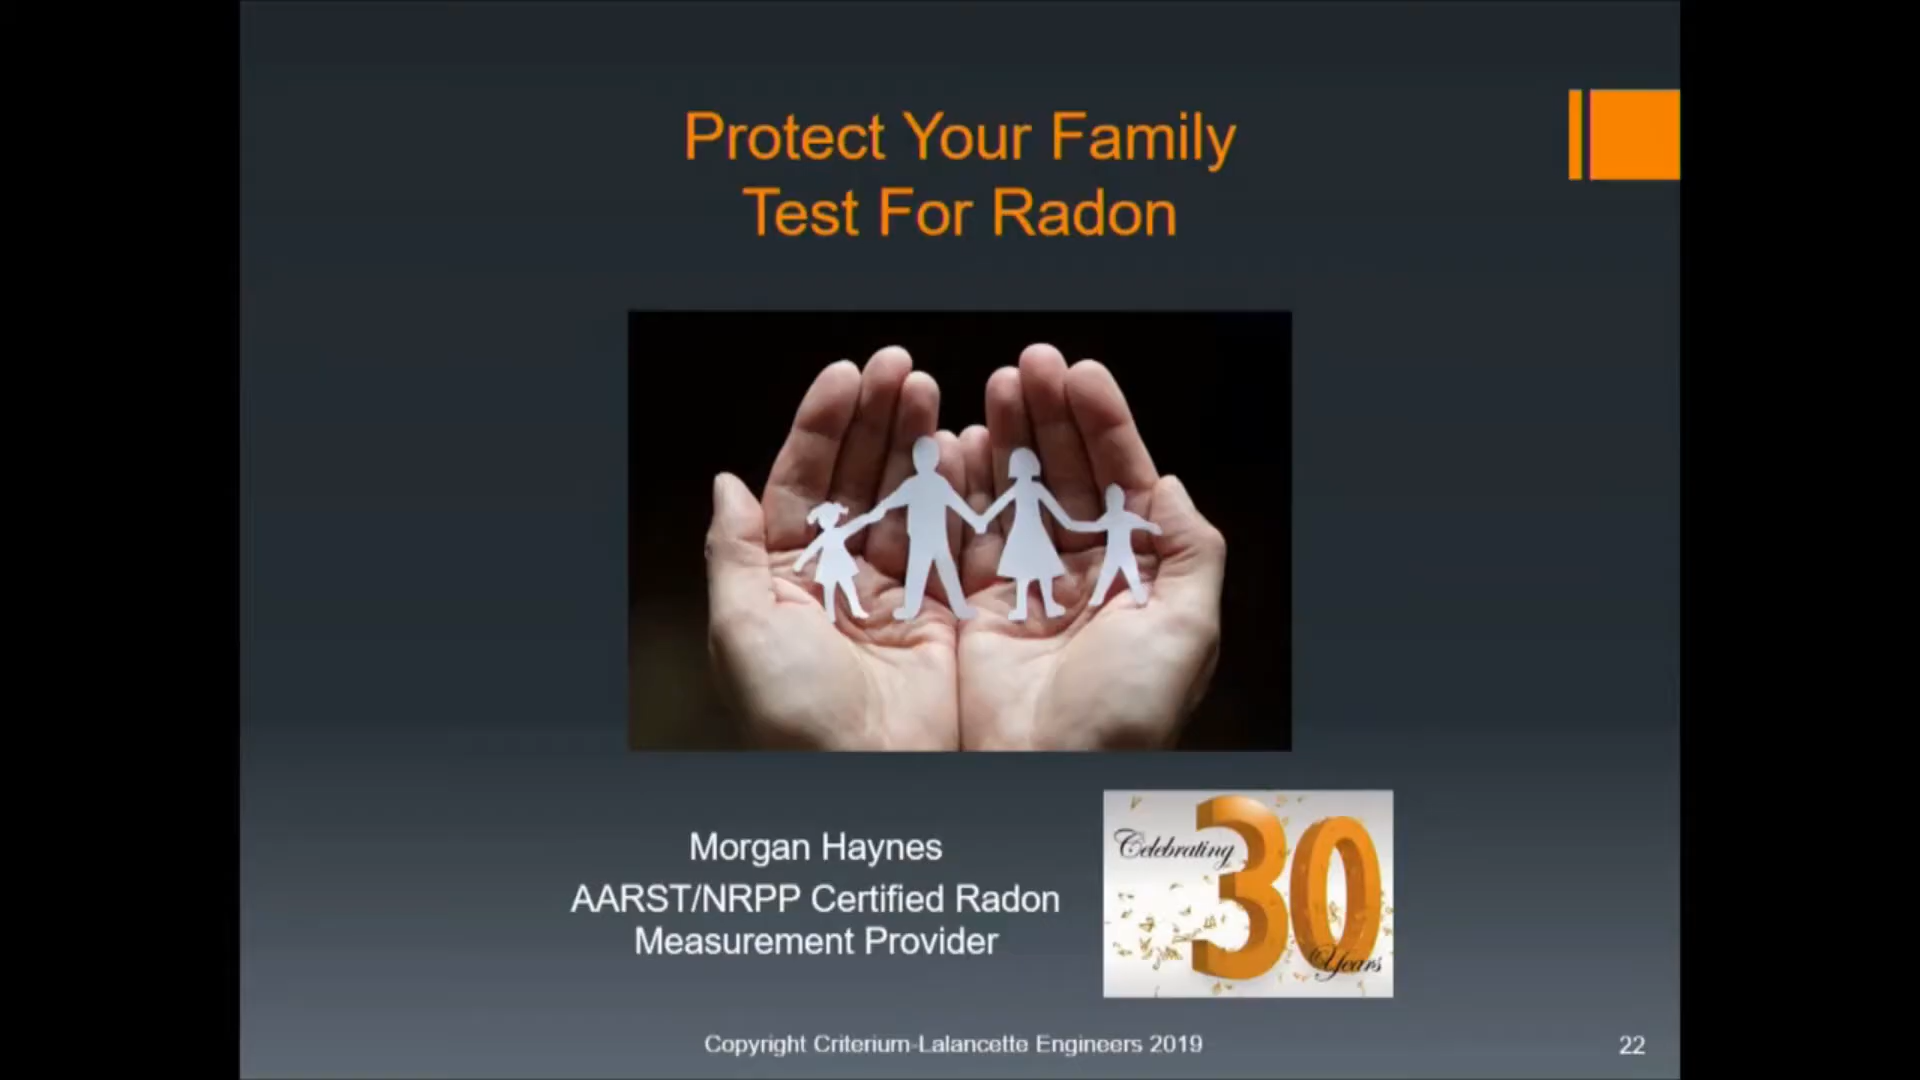 Protect Your Family
Test For Radon
Morgan Haynes
AARST/NRPP Certified Radon
Measurement Provider
Celebrating
30
Years
Copyright Criterium-Lalancette Engineers 2019
22